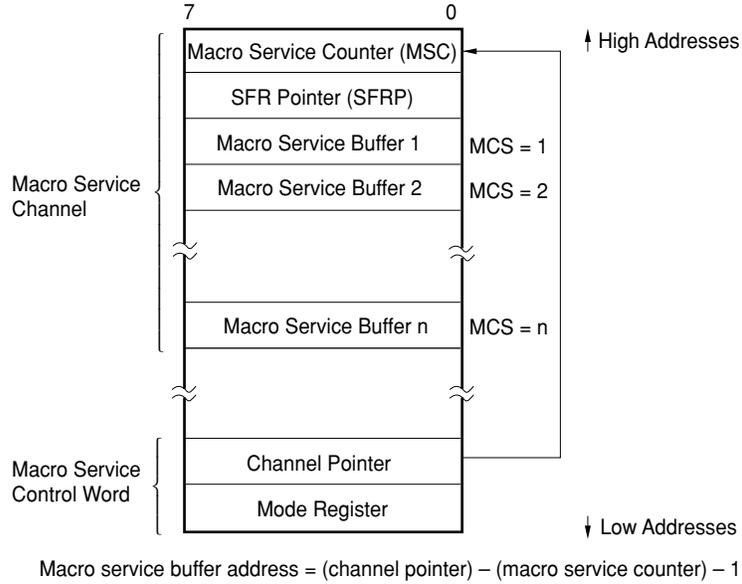 7 0
Macro Service Counter (MSC)
High Addresses
SFR Pointer (SFRP)
Macro Service Buffer 1
MCS = 1
Macro Service Buffer 2
MCS = 2
Macro Service
Channel
Macro Service Buffer n
MCS = n
Channel Pointer
Macro Service
Control Word
Mode Register
Low Addresses
Macro service buffer address = (channel pointer) – (macro service counter) – 1